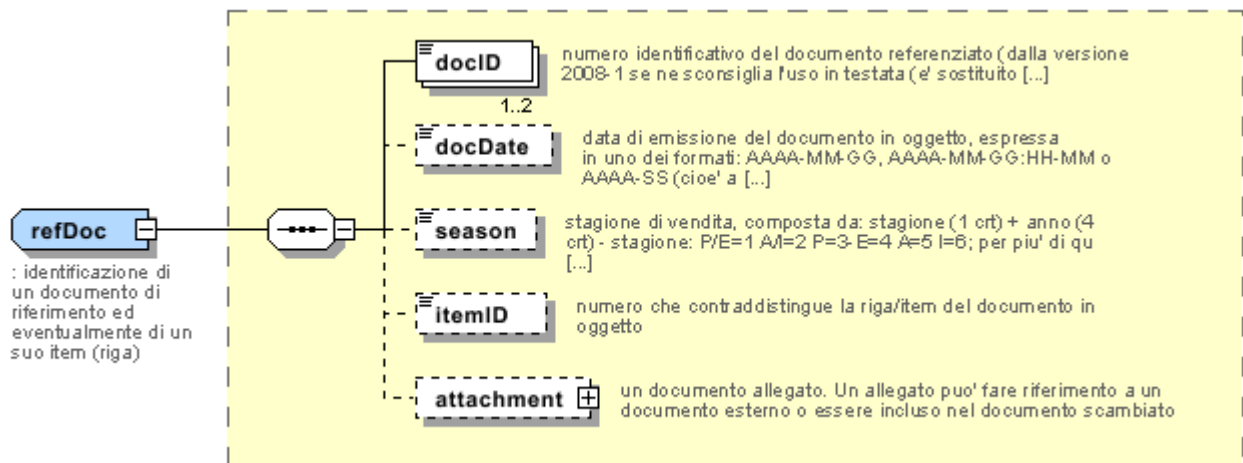 docID
numero identificativo del documento referenziato (dalla versione
2008-1 se ne sconsiglia l'uso in testata (e' sostituito [...]
1..2
docDate
data di emissione del documento in oggetto, espressa
in uno dei formati: AAAA-MM-GG, AAAA-MM-GG:HH-MM o
AAAA-SS (cioe' a [...]
refDoc
: identificazione di
un documento di
riferimento ed
eventualmente di un
suo item (riga)
season
stagione di vendita, composta da: stagione (1 crt) + anno (4
crt) - stagione: P/E=1 A/I=2 P=3- E=4 A=5 I=6; per piu' di qu
[...]
itemID
numero che contraddistingue la riga/item del documento in
oggetto
attachment
un documento allegato. Un allegato puo' fare riferimento a un
documento esterno o essere incluso nel documento scambiato